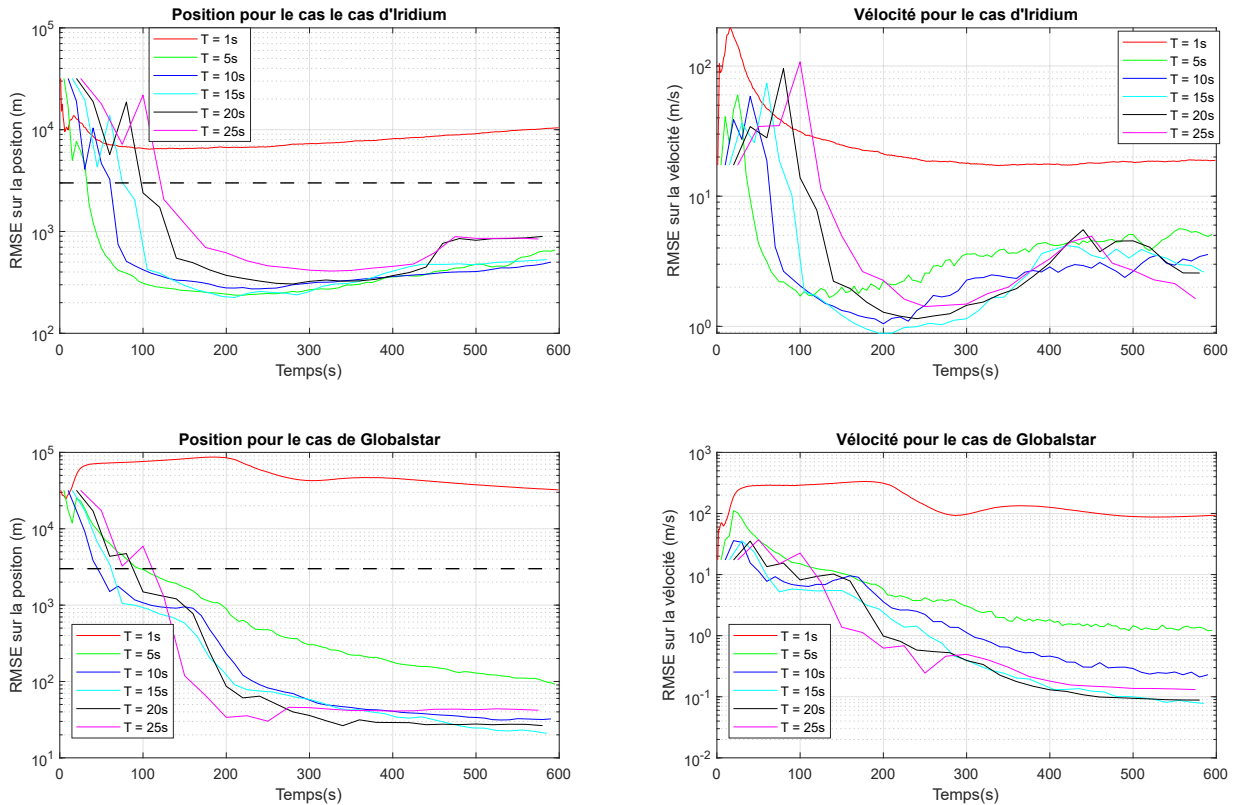 Position pour le cas le cas d'Iridium
RMSE sur la position (m)
10^5
10^4
10^3
10^2
0 100 200 300 400 500 600
Temps(s)
T = 1s
T = 5s
T = 10s
T = 15s
T = 20s
T = 25s
Vélocité pour le cas d'Iridium
RMSE sur la vélocité (m/s)
10^2
10^1
10^0
0 100 200 300 400 500 600
Temps(s)
T = 1s
T = 5s
T = 10s
T = 15s
T = 20s
T = 25s
Position pour le cas de Globalstar
RMSE sur la positon (m)
10^5
10^4
10^3
10^2
10^1
0 100 200 300 400 500 600
Temps(s)
T = 1s
T = 5s
T = 10s
T = 15s
T = 20s
T = 25s
Vélocité pour le cas de Globalstar
RMSE sur la vélocité (m/s)
10^3
10^2
10^1
10^0
10^-1
10^-2
0 100 200 300 400 500 600
Temps(s)
T = 1s
T = 5s
T = 10s
T = 15s
T = 20s
T = 25s